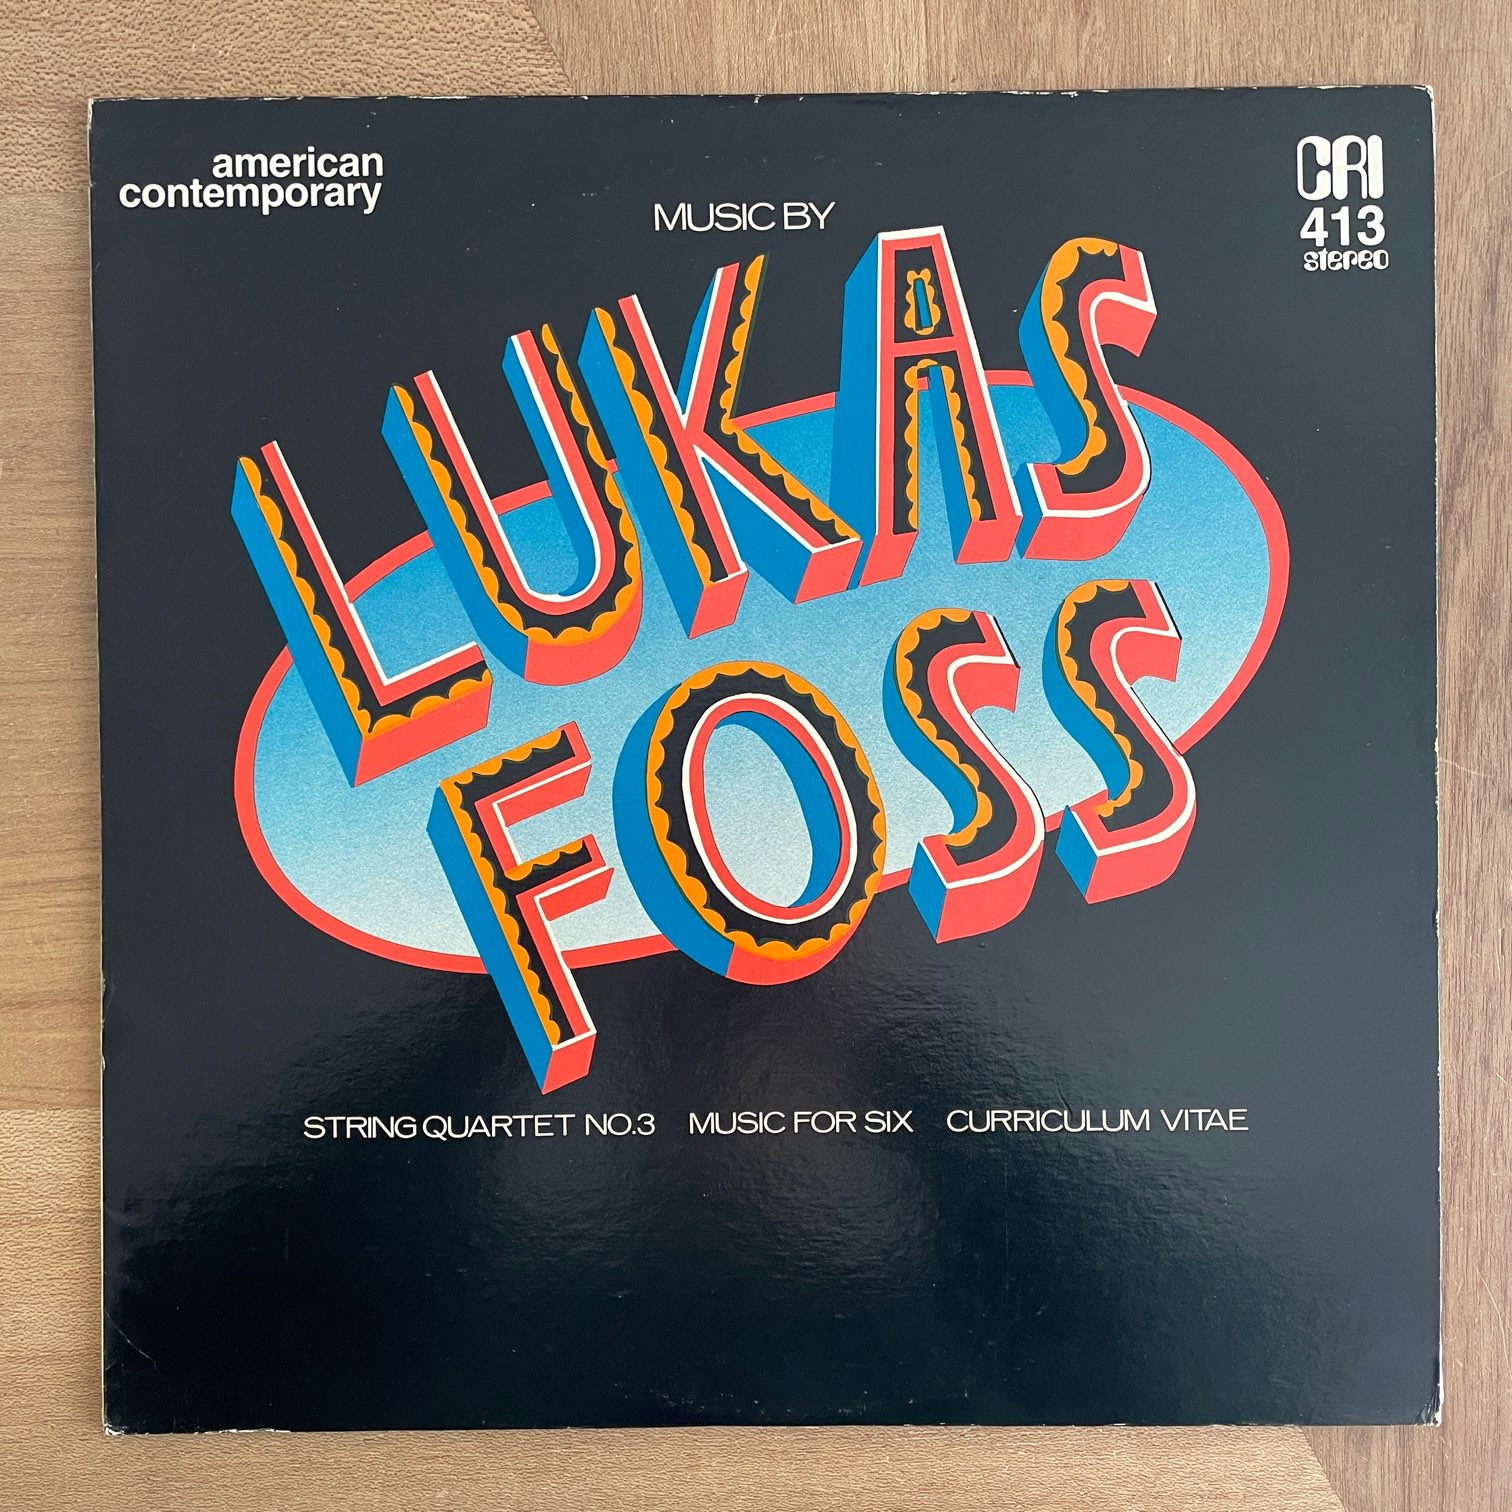 american
contemporary
CRI
413
stereo
MUSIC BY
LUKAS
FOSS
STRING QUARTET NO.3 MUSIC FOR SIX CURRICULUM VITAE